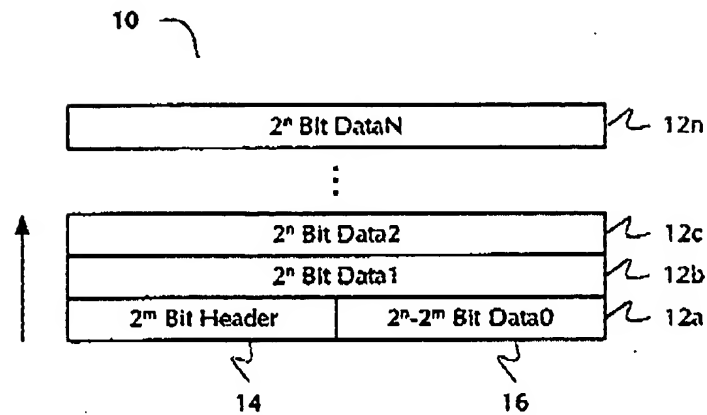 10
2ⁿ Bit DataN
12n
⋮
2ⁿ Bit Data2
12c
2ⁿ Bit Data1
12b
2ᵐ Bit Header
2ⁿ-2ᵐ Bit Data0
12a
14
16